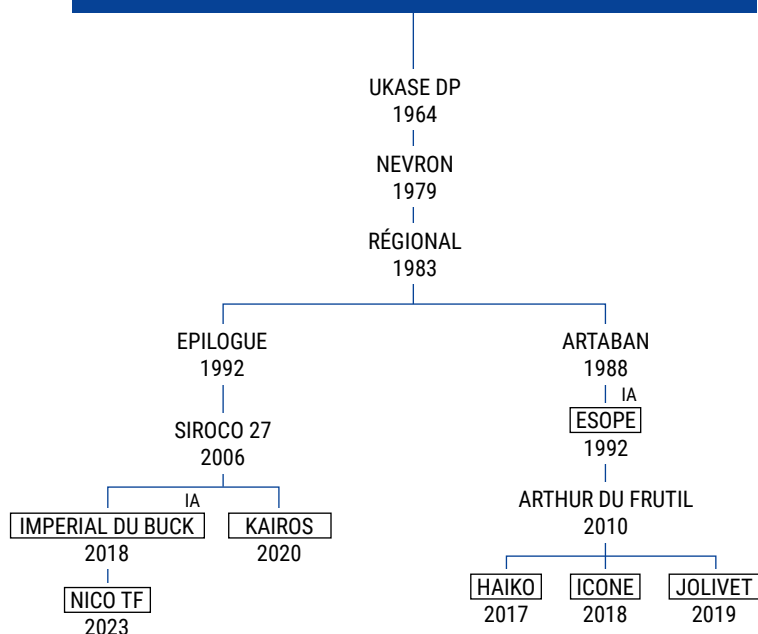 UKASE DP
1964
NEVRON
1979
RÉGIONAL
1983
EPILOGUE
1992
SIROCO 27
2006
IA
IMPERIAL DU BUCK
2018
KAIROS
2020
NICO TF
2023
ARTABAN
1988
IA
ESOPE
1992
ARTHUR DU FRUTIL
2010
HAIKO
2017
ICONE
2018
JOLIVET
2019